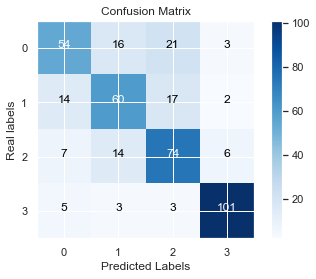 Confusion Matrix
0 54 16 21 3
1 14 60 17 2
2 7 14 74 6
3 5 3 3 101
0 1 2 3
Real labels
Predicted Labels
100
80
60
40
20